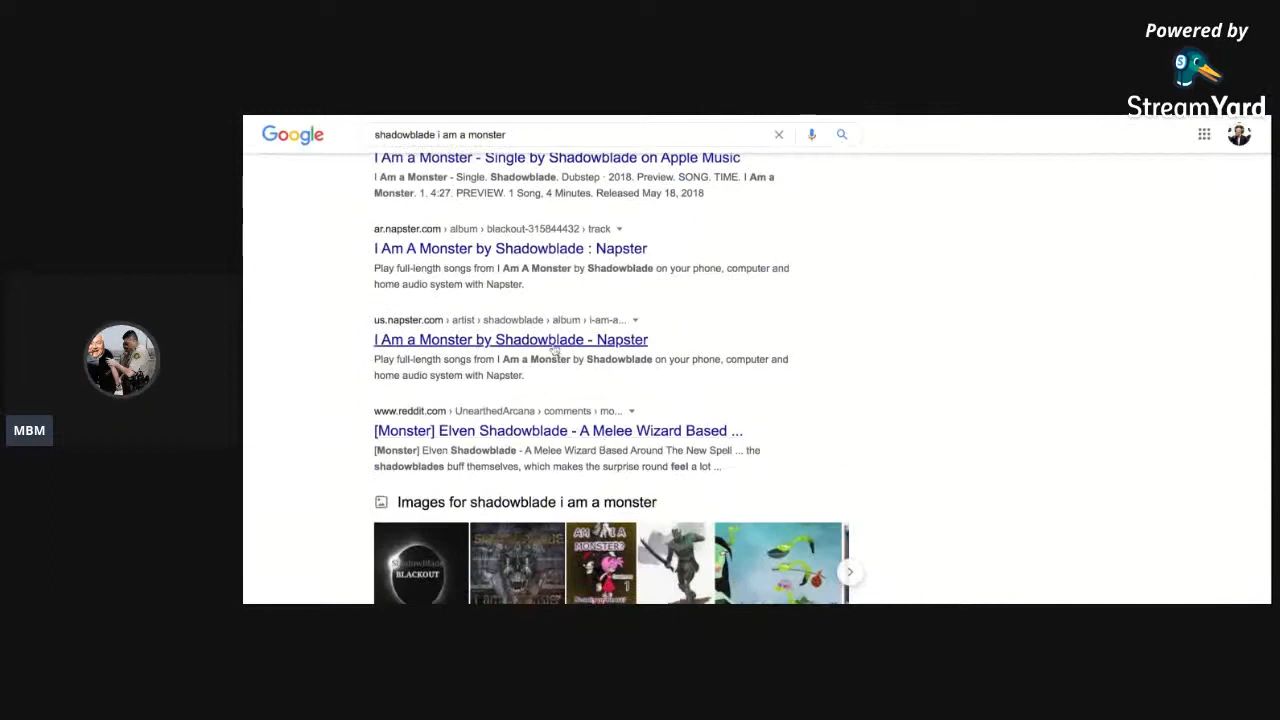 Powered by
StreamYard
Google
shadowblade i am a monster
I Am a Monster - Single by Shadowblade on Apple Music
I Am a Monster - Single. Shadowblade. Dubstep · 2018. Preview. SONG. TIME. I Am a
Monster. 1. 4:27. PREVIEW. 1 Song, 4 Minutes. Released May 18, 2018
ar.napster.com › album › blackout-315844432 › track
I Am A Monster by Shadowblade : Napster
Play full-length songs from I Am A Monster by Shadowblade on your phone, computer and
home audio system with Napster.
us.napster.com › artist › shadowblade › album › i-am-a...
I Am a Monster by Shadowblade - Napster
Play full-length songs from I Am a Monster by Shadowblade on your phone, computer and
home audio system with Napster.
www.reddit.com › UnearthedArcana › comments › mo...
[Monster] Elven Shadowblade - A Melee Wizard Based ...
[Monster] Elven Shadowblade - A Melee Wizard Based Around The New Spell ... the
shadowblades buff themselves, which makes the surprise round feel a lot ...
Images for shadowblade i am a monster
ShadowBlade
BLACKOUT
AM I A
MONSTER?
1
MBM